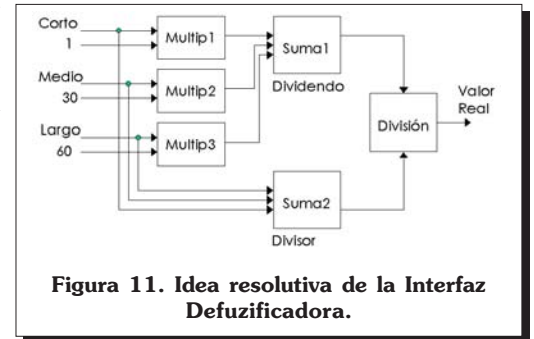 Corto
1
Medio
30
Largo
60
Multip1
Multip2
Multip3
Suma1
Dividendo
Suma2
Divisor
División
Valor
Real
Figura 11. Idea resolutiva de la Interfaz
Defuzificadora.